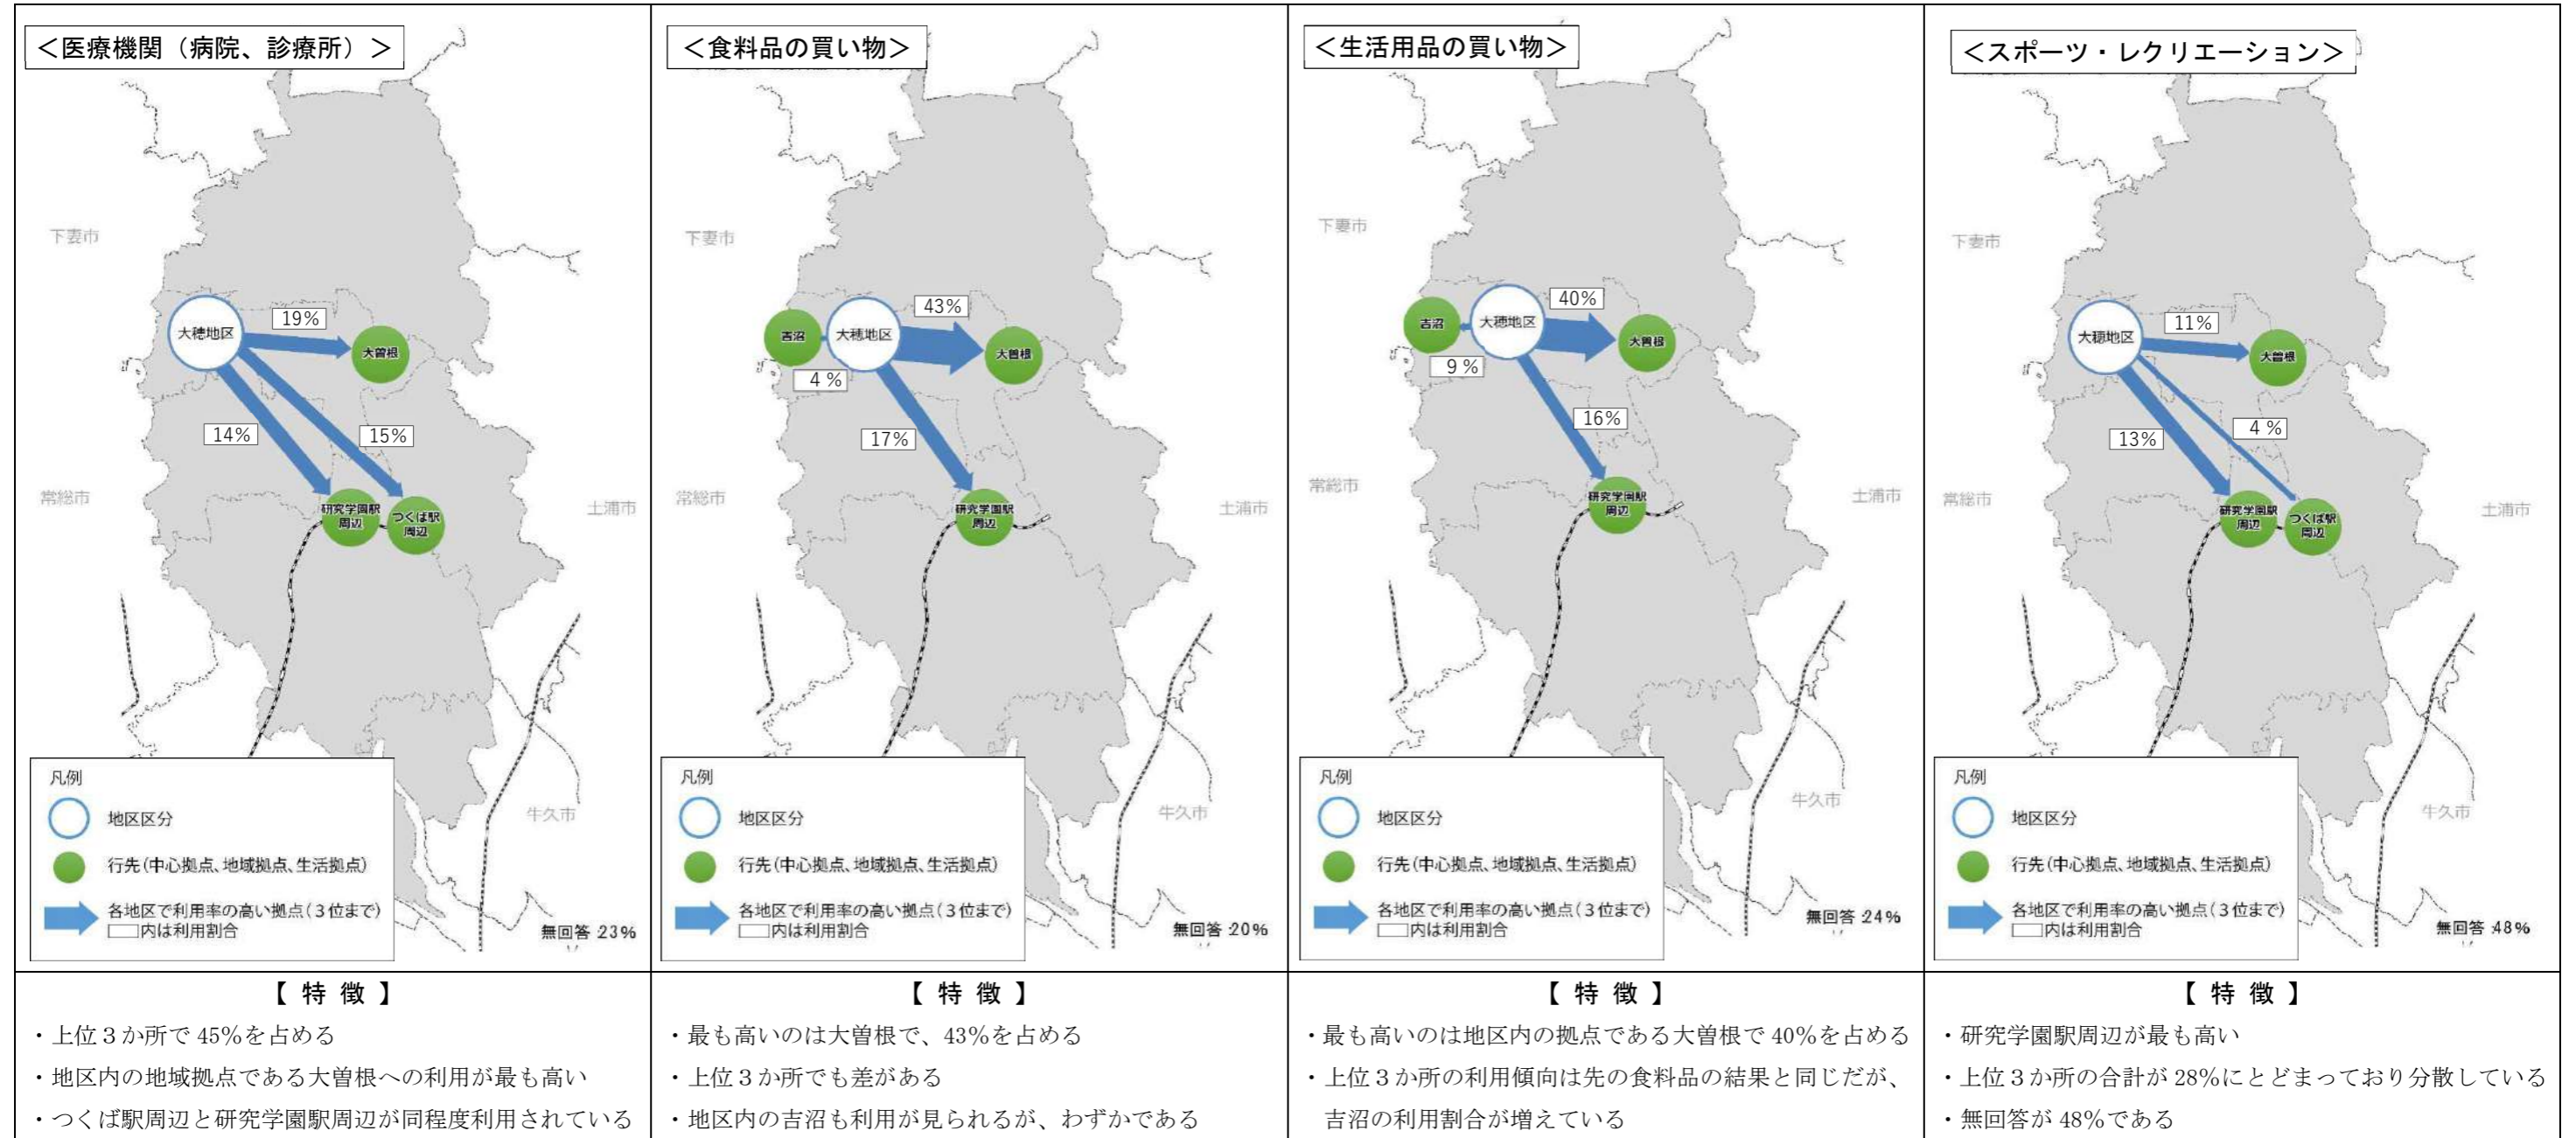 ＜医療機関（病院、診療所）＞
下妻市
大穂地区
19%
大曽根
14%
15%
常総市
土浦市
研究学園駅
周辺
つくば駅
周辺
牛久市
凡例
地区区分
行先（中心拠点、地域拠点、生活拠点）
各地区で利用率の高い拠点（３位まで）
内は利用割合
無回答:23%
【 特 徴 】
・上位３か所で 45%を占める
・地区内の地域拠点である大曽根への利用が最も高い
・つくば駅周辺と研究学園駅周辺が同程度利用されている
＜食料品の買い物＞
下妻市
吉沼
大穂地区
43%
大曽根
4 %
17%
常総市
土浦市
研究学園駅
周辺
牛久市
凡例
地区区分
行先（中心拠点、地域拠点、生活拠点）
各地区で利用率の高い拠点（３位まで）
内は利用割合
無回答:20%
【 特 徴 】
・最も高いのは大曽根で、43%を占める
・上位３か所でも差がある
・地区内の吉沼も利用が見られるが、わずかである
＜生活用品の買い物＞
下妻市
吉沼
大穂地区
40%
大曽根
9 %
16%
常総市
土浦市
研究学園駅
周辺
牛久市
凡例
地区区分
行先（中心拠点、地域拠点、生活拠点）
各地区で利用率の高い拠点（３位まで）
内は利用割合
無回答:24%
【 特 徴 】
・最も高いのは地区内の拠点である大曽根で 40%を占める
・上位３か所の利用傾向は先の食料品の結果と同じだが、
吉沼の利用割合が増えている
＜スポーツ・レクリエーション＞
下妻市
大穂地区
11%
大曽根
13%
4 %
常総市
土浦市
研究学園駅
周辺
つくば駅
周辺
牛久市
凡例
地区区分
行先（中心拠点、地域拠点、生活拠点）
各地区で利用率の高い拠点（３位まで）
内は利用割合
無回答:48%
【 特 徴 】
・研究学園駅周辺が最も高い
・上位３か所の合計が 28%にとどまっており分散している
・無回答が 48%である